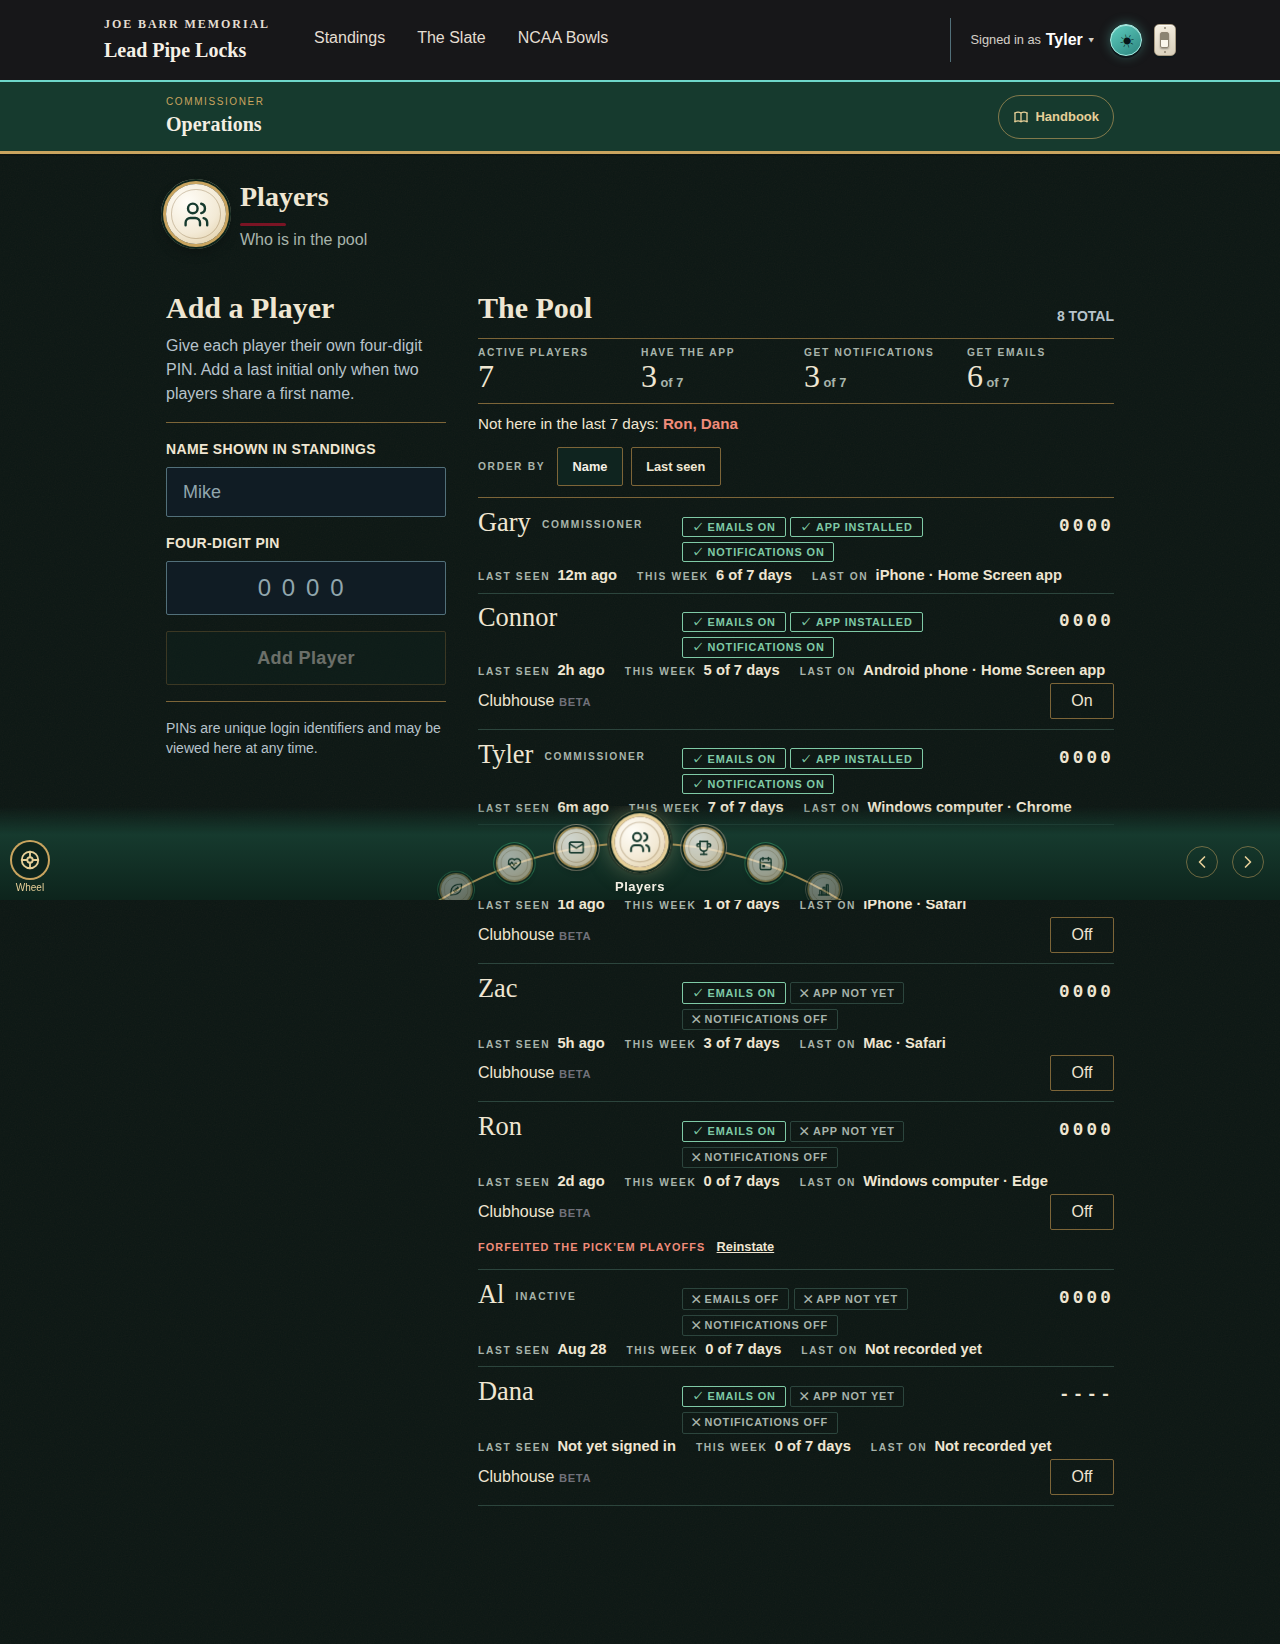 JOE BARR MEMORIAL
Lead Pipe Locks
Standings The Slate NCAA Bowls
Signed in as Tyler ▾
COMMISSIONER
Operations
Handbook
Players
Who is in the pool
Add a Player
Give each player their own four-digit
PIN. Add a last initial only when two
players share a first name.
NAME SHOWN IN STANDINGS
Mike
FOUR-DIGIT PIN
0000
Add Player
PINs are unique login identifiers and may be
viewed here at any time.
The Pool
8 TOTAL
ACTIVE PLAYERS HAVE THE APP GET NOTIFICATIONS GET EMAILS
7 3 of 7 3 of 7 6 of 7
Not here in the last 7 days: Ron, Dana
ORDER BY Name Last seen
Gary COMMISSIONER ✓ EMAILS ON ✓ APP INSTALLED 0000
✓ NOTIFICATIONS ON
LAST SEEN 12m ago THIS WEEK 6 of 7 days LAST ON iPhone · Home Screen app
Connor ✓ EMAILS ON ✓ APP INSTALLED 0000
✓ NOTIFICATIONS ON
LAST SEEN 2h ago THIS WEEK 5 of 7 days LAST ON Android phone · Home Screen app
Clubhouse BETA On
Tyler COMMISSIONER ✓ EMAILS ON ✓ APP INSTALLED 0000
✓ NOTIFICATIONS ON
LAST SEEN 6m ago THIS WEEK 7 of 7 days LAST ON Windows computer · Chrome
Wheel
Players
LAST SEEN 1d ago THIS WEEK 1 of 7 days LAST ON iPhone · Safari
Clubhouse BETA Off
Zac ✓ EMAILS ON ✕ APP NOT YET 0000
✕ NOTIFICATIONS OFF
LAST SEEN 5h ago THIS WEEK 3 of 7 days LAST ON Mac · Safari
Clubhouse BETA Off
Ron ✓ EMAILS ON ✕ APP NOT YET 0000
✕ NOTIFICATIONS OFF
LAST SEEN 2d ago THIS WEEK 0 of 7 days LAST ON Windows computer · Edge
Clubhouse BETA Off
FORFEITED THE PICK'EM PLAYOFFS Reinstate
Al INACTIVE ✕ EMAILS OFF ✕ APP NOT YET 0000
✕ NOTIFICATIONS OFF
LAST SEEN Aug 28 THIS WEEK 0 of 7 days LAST ON Not recorded yet
Dana ✓ EMAILS ON ✕ APP NOT YET ----
✕ NOTIFICATIONS OFF
LAST SEEN Not yet signed in THIS WEEK 0 of 7 days LAST ON Not recorded yet
Clubhouse BETA Off